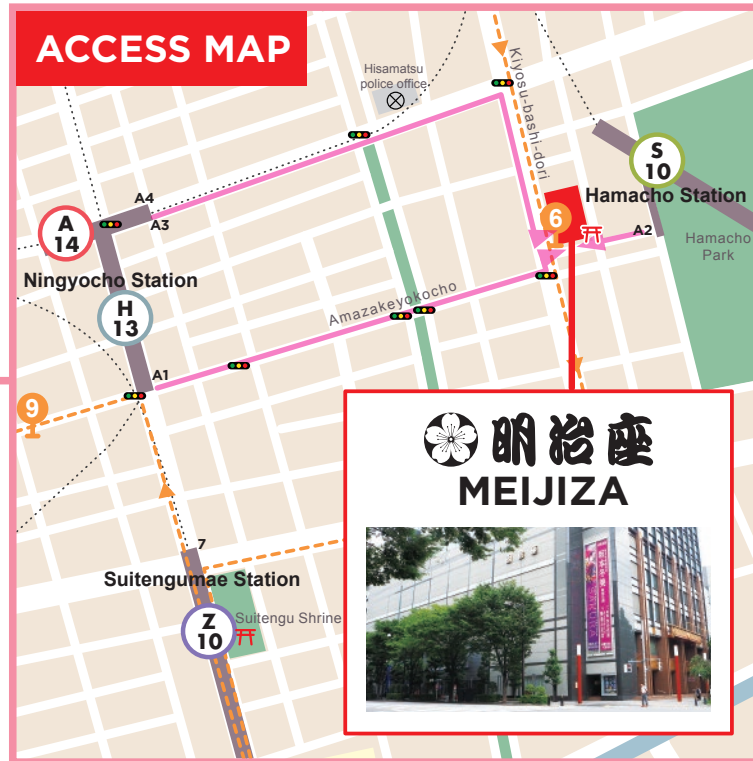 ACCESS MAP
Hisamatsu
police office
Kiyosu-bashi-dori
S
10
A4
A3
A
14
6
Hamacho Station
A2
Hamacho
Park
Ningyocho Station
H
13
Amazakeyokocho
A1
9
明治座
MEIJIZA
7
Suitengumae Station
Z
10
Suitengu Shrine